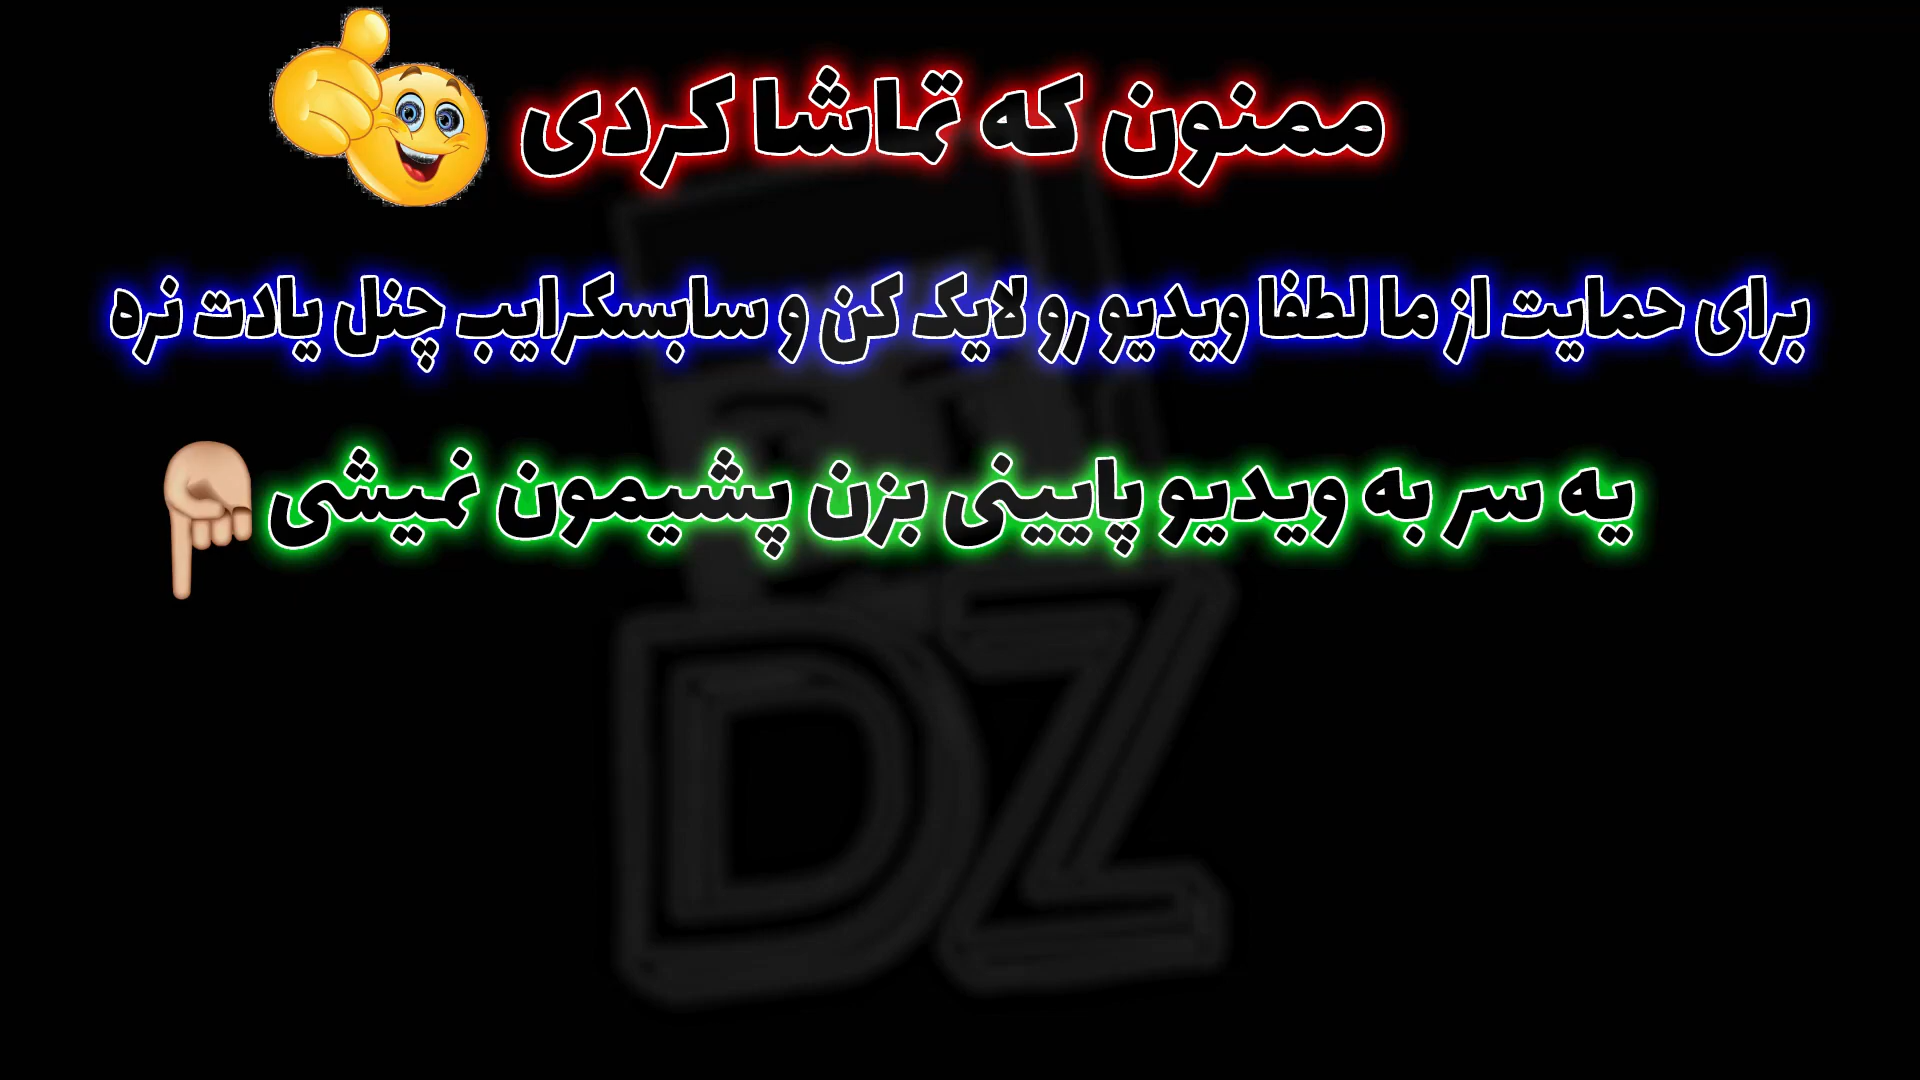 ممنون که تماشا کردی
برای حمایت از ما لطفا ویدیو رو لایک کن و سابسکرایب چنل یادت نره
یه سر به ویدیو پایینی بزن پشیمون نمیشی
DZ